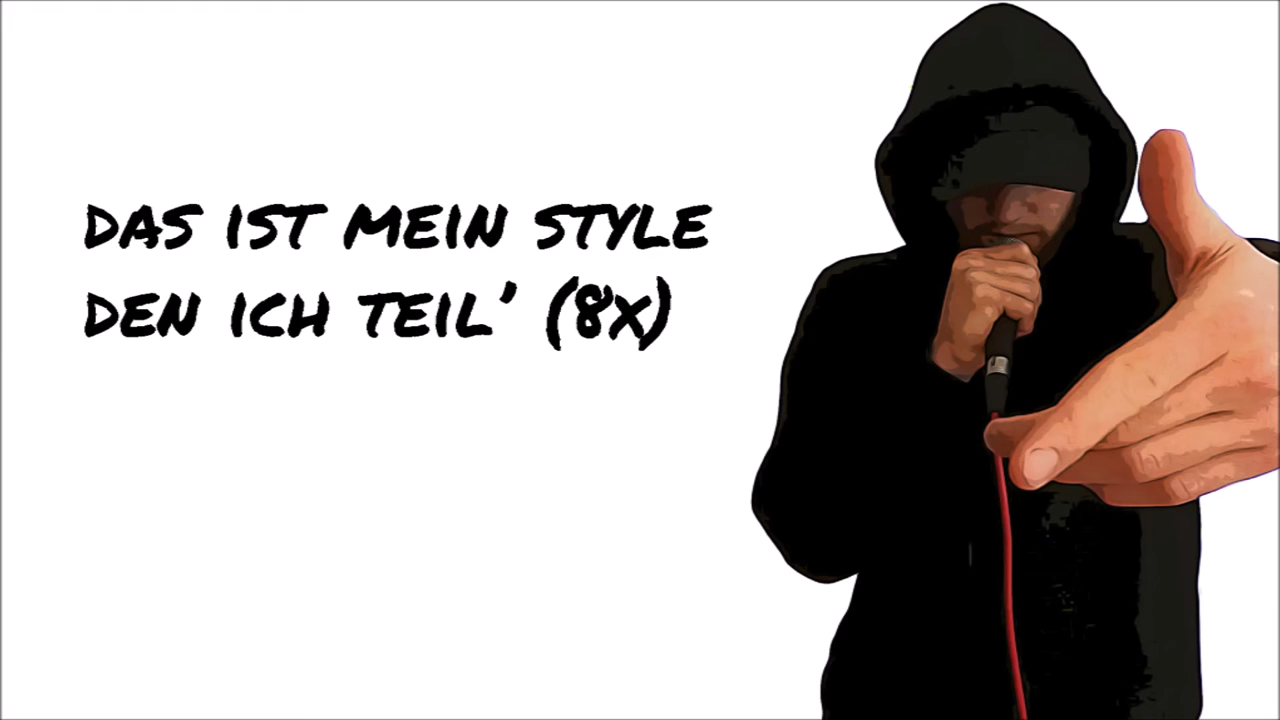 DAS IST MEIN STYLE
DEN ICH TEIL' (8X)